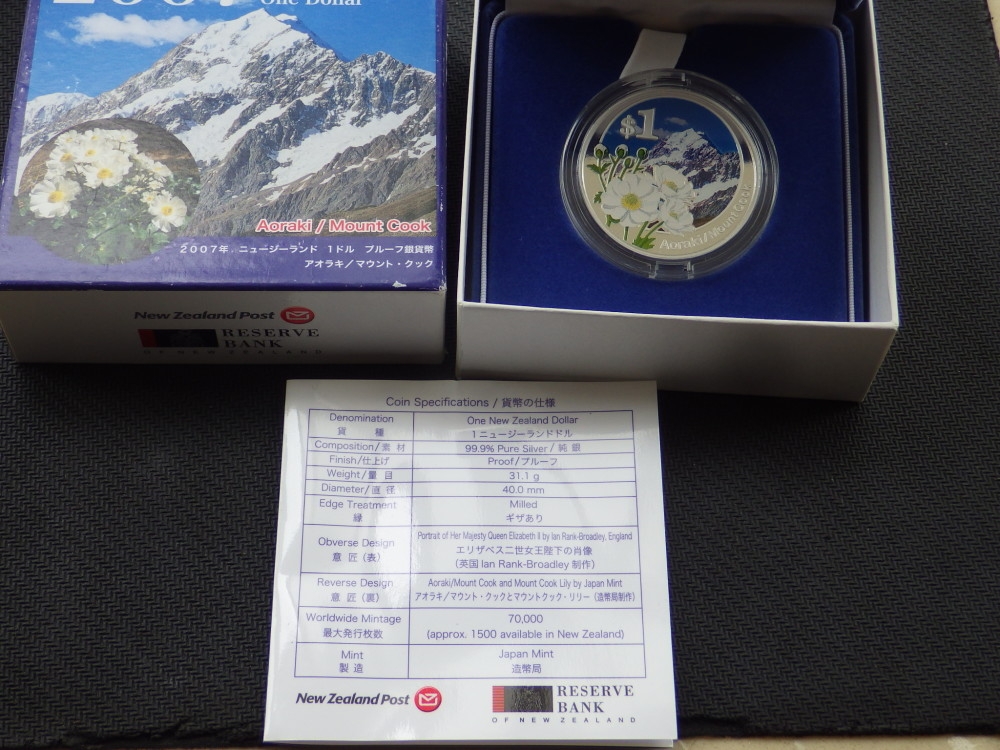 2007 One Dollar
Aoraki / Mount Cook
2007年 ニュージーランド 1ドル プルーフ銀貨幣
アオラキ／マウント・クック
New Zealand Post
RESERVE
BANK
OF NEW ZEALAND
$1
Aoraki/Mount Cook
Coin Specifications / 貨幣の仕様
Denomination One New Zealand Dollar
貨 種 1ニュージーランドドル
Composition/素 材 99.9% Pure Silver / 純 銀
Finish/仕上げ Proof/プルーフ
Weight/量 目 31.1 g
Diameter/直 径 40.0 mm
Edge Treatment Milled
縁 ギザあり
Obverse Design Portrait of Her Majesty Queen Elizabeth II by Ian Rank-Broadley, England
意 匠（表） エリザベス二世女王陛下の肖像
（英国 Ian Rank-Broadley 制作）
Reverse Design Aoraki/Mount Cook and Mount Cook Lily by Japan Mint
意 匠（裏） アオラキ／マウント・クックとマウントクック・リリー（造幣局制作）
Worldwide Mintage 70,000
最大発行枚数 (approx. 1500 available in New Zealand)
Mint Japan Mint
製 造 造幣局
New Zealand Post
RESERVE
BANK
OF NEW ZEALAND